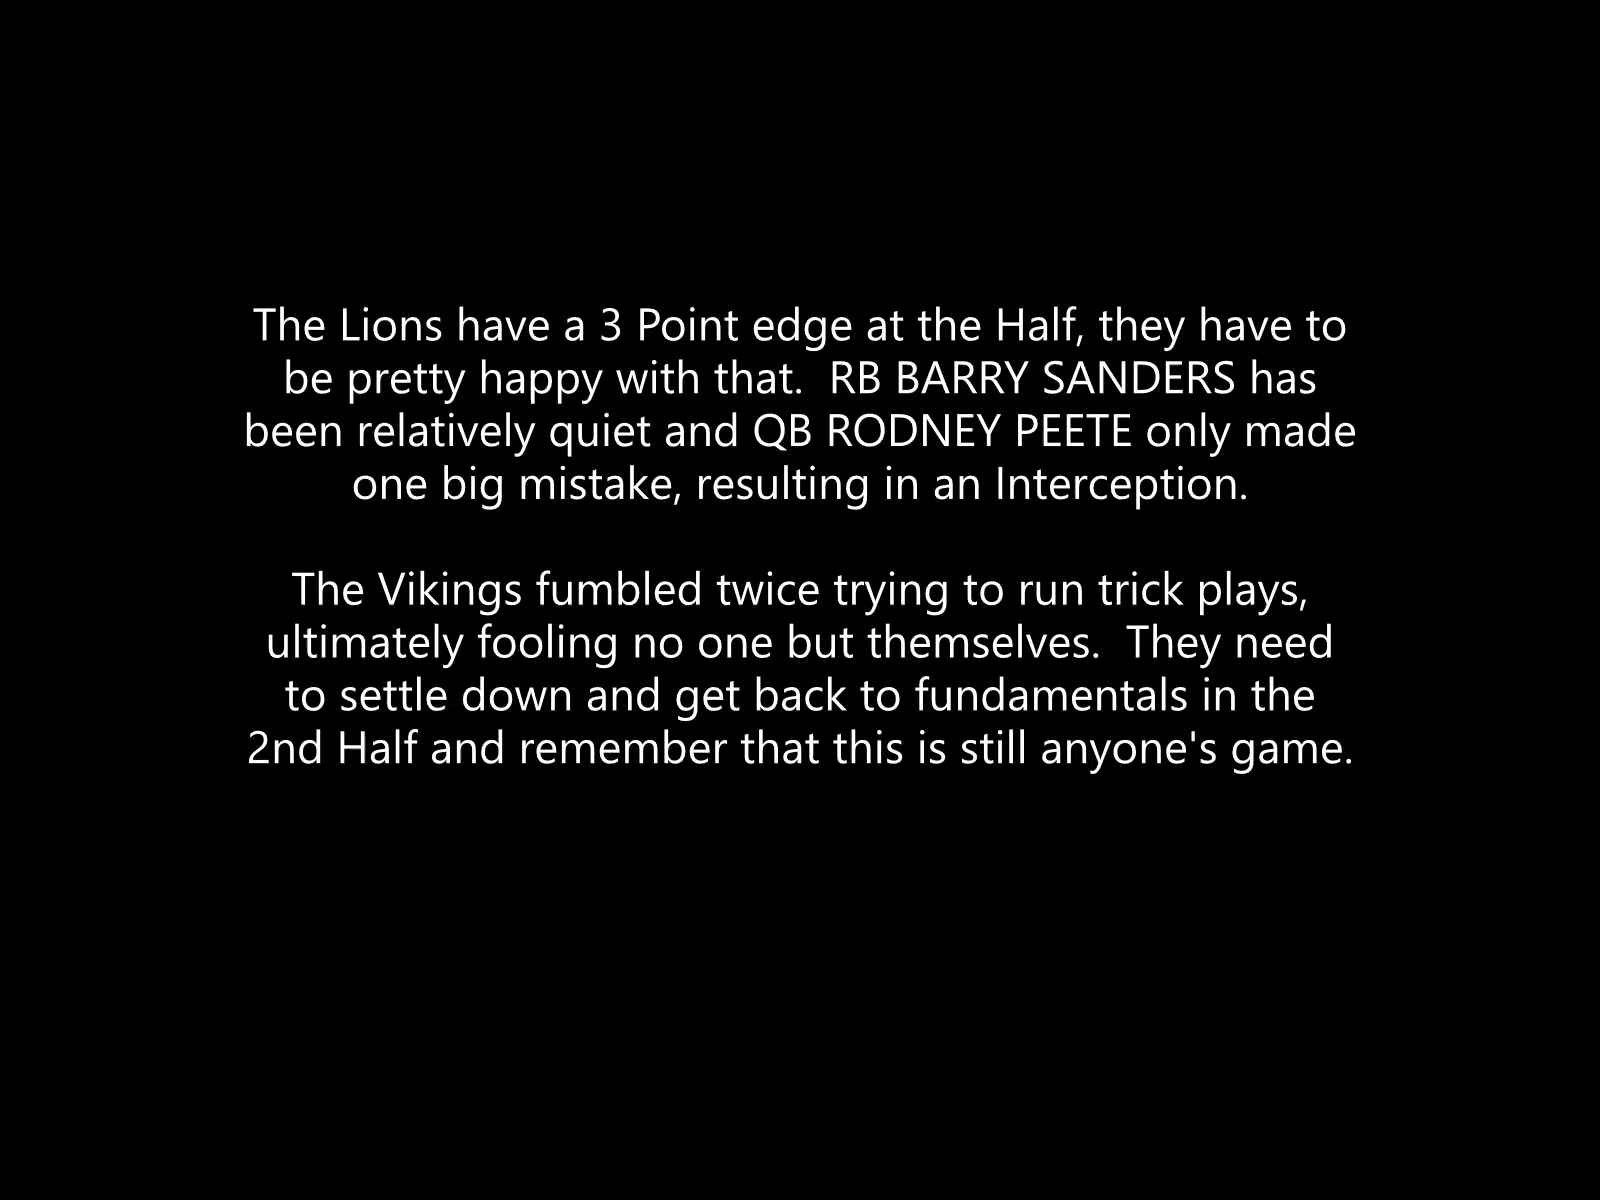 The Lions have a 3 Point edge at the Half, they have to
be pretty happy with that.  RB BARRY SANDERS has
been relatively quiet and QB RODNEY PEETE only made
one big mistake, resulting in an Interception.

The Vikings fumbled twice trying to run trick plays,
ultimately fooling no one but themselves.  They need
to settle down and get back to fundamentals in the
2nd Half and remember that this is still anyone's game.